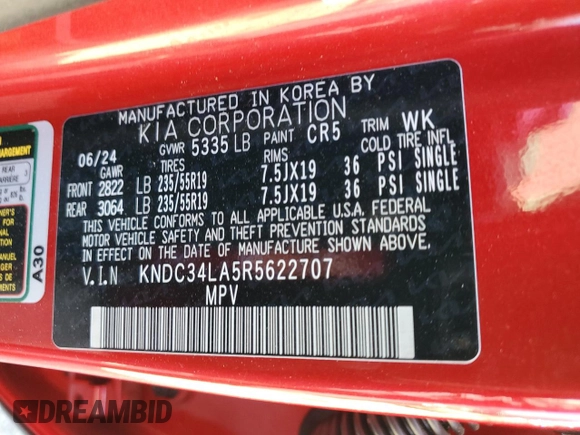 MANUFACTURED IN KOREA BY
KIA CORPORATION
06/24 GVWR 5335 LB PAINT CR5 TRIM WK
GAWR TIRES RIMS COLD TIRE INFL
FRONT 2822 LB 235/55R19 7.5JX19 36 PSI SINGLE
REAR 3064 LB 235/55R19 7.5JX19 36 PSI SINGLE
THIS VEHICLE CONFORMS TO ALL APPLICABLE U.S.A. FEDERAL
MOTOR VEHICLE SAFETY AND THEFT PREVENTION STANDARDS
IN EFFECT ON THE DATE OF MANUFACTURE SHOWN ABOVE.
V.I.N KNDC34LA5R5622707
MPV
A30
DREAMBID